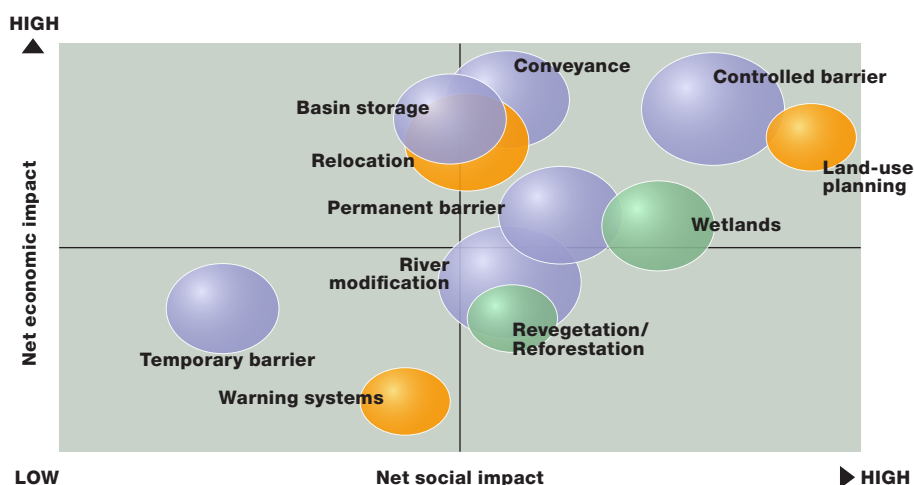 HIGH
Net economic impact
Conveyance
Controlled barrier
Basin storage
Relocation
Land-use
planning
Permanent barrier
Wetlands
River
modification
Revegetation/
Reforestation
Temporary barrier
Warning systems
LOW
Net social impact
HIGH